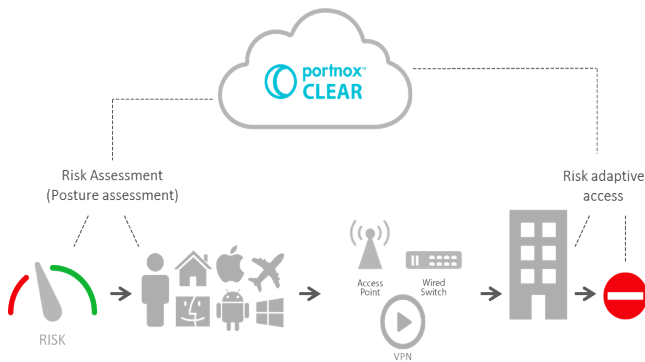 portnox™
CLEAR
Risk Assessment
(Posture assessment)
Risk adaptive
access
Access
Point
Wired
Switch
RISK
VPN